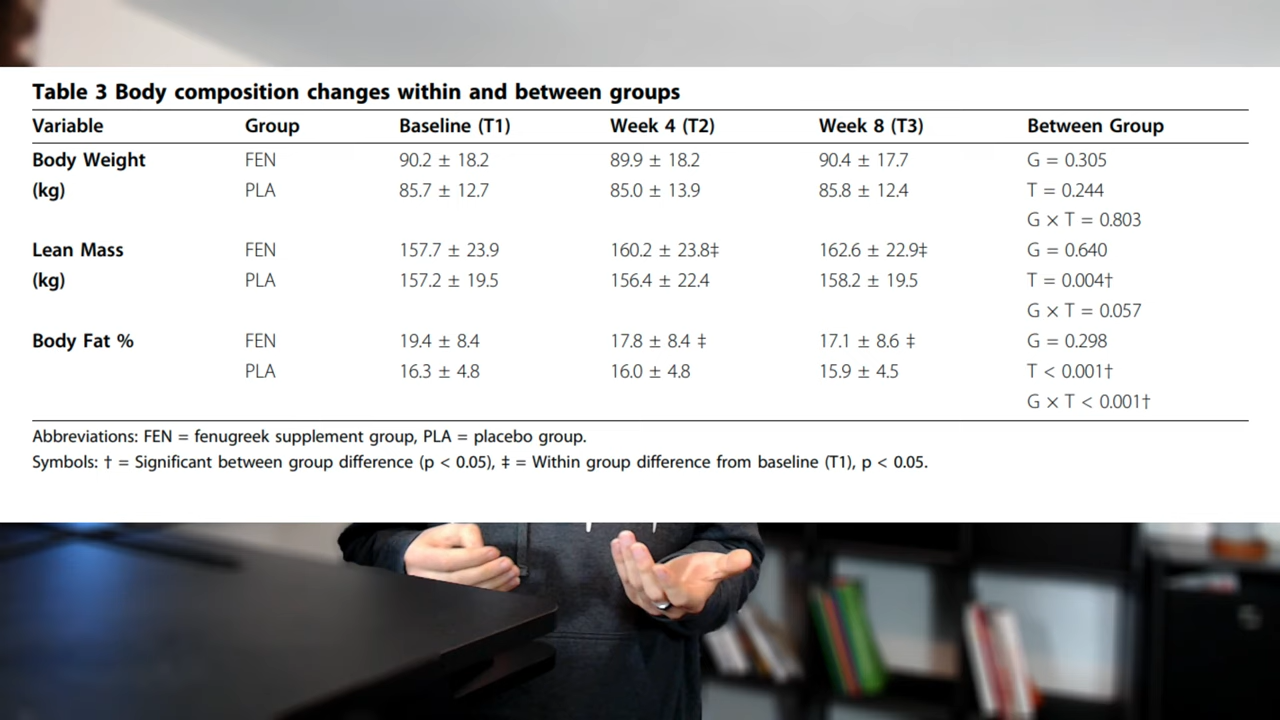 Table 3 Body composition changes within and between groups
Variable Group Baseline (T1) Week 4 (T2) Week 8 (T3) Between Group
Body Weight FEN 90.2 ± 18.2 89.9 ± 18.2 90.4 ± 17.7 G = 0.305
(kg) PLA 85.7 ± 12.7 85.0 ± 13.9 85.8 ± 12.4 T = 0.244
G × T = 0.803
Lean Mass FEN 157.7 ± 23.9 160.2 ± 23.8‡ 162.6 ± 22.9‡ G = 0.640
(kg) PLA 157.2 ± 19.5 156.4 ± 22.4 158.2 ± 19.5 T = 0.004†
G × T = 0.057
Body Fat % FEN 19.4 ± 8.4 17.8 ± 8.4 ‡ 17.1 ± 8.6 ‡ G = 0.298
PLA 16.3 ± 4.8 16.0 ± 4.8 15.9 ± 4.5 T < 0.001†
G × T < 0.001†
Abbreviations: FEN = fenugreek supplement group, PLA = placebo group.
Symbols: † = Significant between group difference (p < 0.05), ‡ = Within group difference from baseline (T1), p < 0.05.